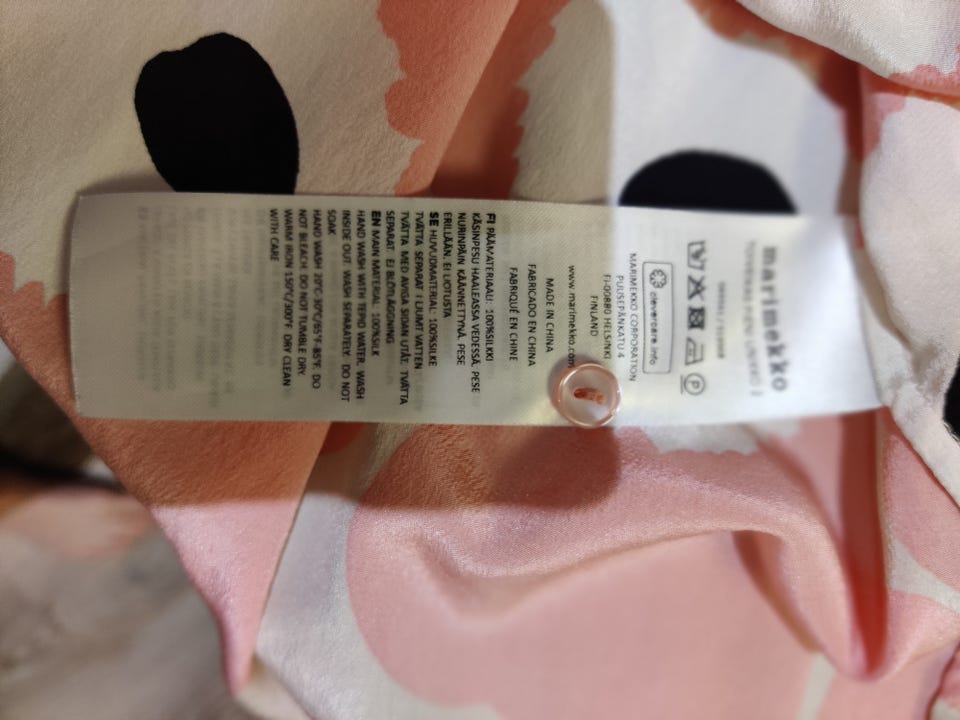 marimekko
clevercare.info
P
MARIMEKKO CORPORATION
PUUSEPÄNKATU 4
FI-00880 HELSINKI
FINLAND
www.marimekko.com
MADE IN CHINA
FABRICADO EN CHINA
FABRIQUÉ EN CHINE
FI PÄÄMATERIAALI: 100%SILKKI
KÄSINPESU HAALEASSA VEDESSÄ. PESE
NURINPÄIN KÄÄNNETTYNÄ. PESE
ERILLÄÄN. EI LIOTUSTA
SE HUVUDMATERIAL: 100%SILKE
TVÄTTA SEPARAT I LJUMT VATTEN
TVÄTTA MED AVIGA SIDAN UTÅT. TVÄTTA
SEPARAT. EJ BLÖTLÄGGNING
EN MAIN MATERIAL: 100%SILK
HAND WASH WITH TEPID WATER. WASH
INSIDE OUT. WASH SEPARATELY. DO NOT
SOAK
HAND WASH 20°C-30°C/65°F-85°F. DO
NOT BLEACH. DO NOT TUMBLE DRY.
WARM IRON 150°C/300°F. DRY CLEAN
WITH CARE